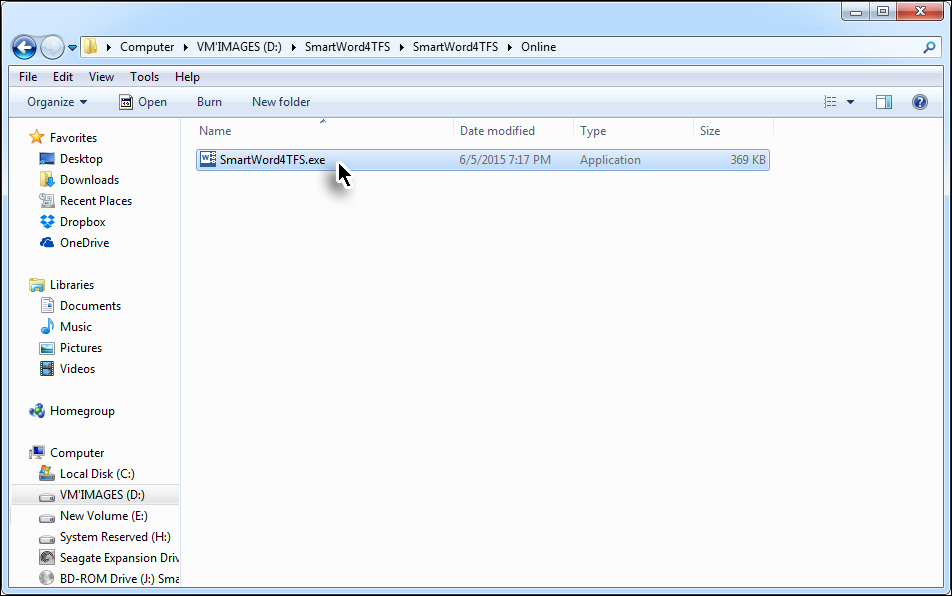 Computer VM'IMAGES (D:) SmartWord4TFS SmartWord4TFS Online
File Edit View Tools Help
Organize Open Burn New folder
Name Date modified Type Size
SmartWord4TFS.exe 6/5/2015 7:17 PM Application 369 KB
Favorites
Desktop
Downloads
Recent Places
Dropbox
OneDrive
Libraries
Documents
Music
Pictures
Videos
Homegroup
Computer
Local Disk (C:)
VM'IMAGES (D:)
New Volume (E:)
System Reserved (H:)
Seagate Expansion Driv
BD-ROM Drive (J:) Sma